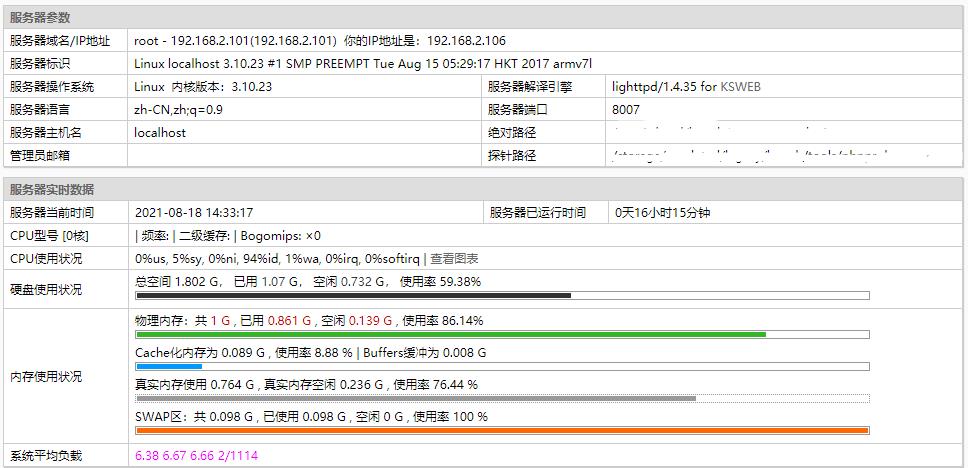 服务器参数
服务器域名/IP地址 root - 192.168.2.101(192.168.2.101) 你的IP地址是：192.168.2.106
服务器标识 Linux localhost 3.10.23 #1 SMP PREEMPT Tue Aug 15 05:29:17 HKT 2017 armv7l
服务器操作系统 Linux 内核版本：3.10.23 服务器解译引擎 lighttpd/1.4.35 for KSWEB
服务器语言 zh-CN,zh;q=0.9 服务器端口 8007
服务器主机名 localhost 绝对路径
管理员邮箱 探针路径
服务器实时数据
服务器当前时间 2021-08-18 14:33:17 服务器已运行时间 0天16小时15分钟
CPU型号 [0核] | 频率: | 二级缓存: | Bogomips: ×0
CPU使用状况 0%us, 5%sy, 0%ni, 94%id, 1%wa, 0%irq, 0%softirq | 查看图表
硬盘使用状况 总空间 1.802 G， 已用 1.07 G， 空闲 0.732 G， 使用率 59.38%
内存使用状况
物理内存：共 1 G , 已用 0.861 G , 空闲 0.139 G , 使用率 86.14%
Cache化内存为 0.089 G , 使用率 8.88 % | Buffers缓冲为 0.008 G
真实内存使用 0.764 G , 真实内存空闲 0.236 G , 使用率 76.44 %
SWAP区：共 0.098 G , 已使用 0.098 G , 空闲 0 G , 使用率 100 %
系统平均负载 6.38 6.67 6.66 2/1114